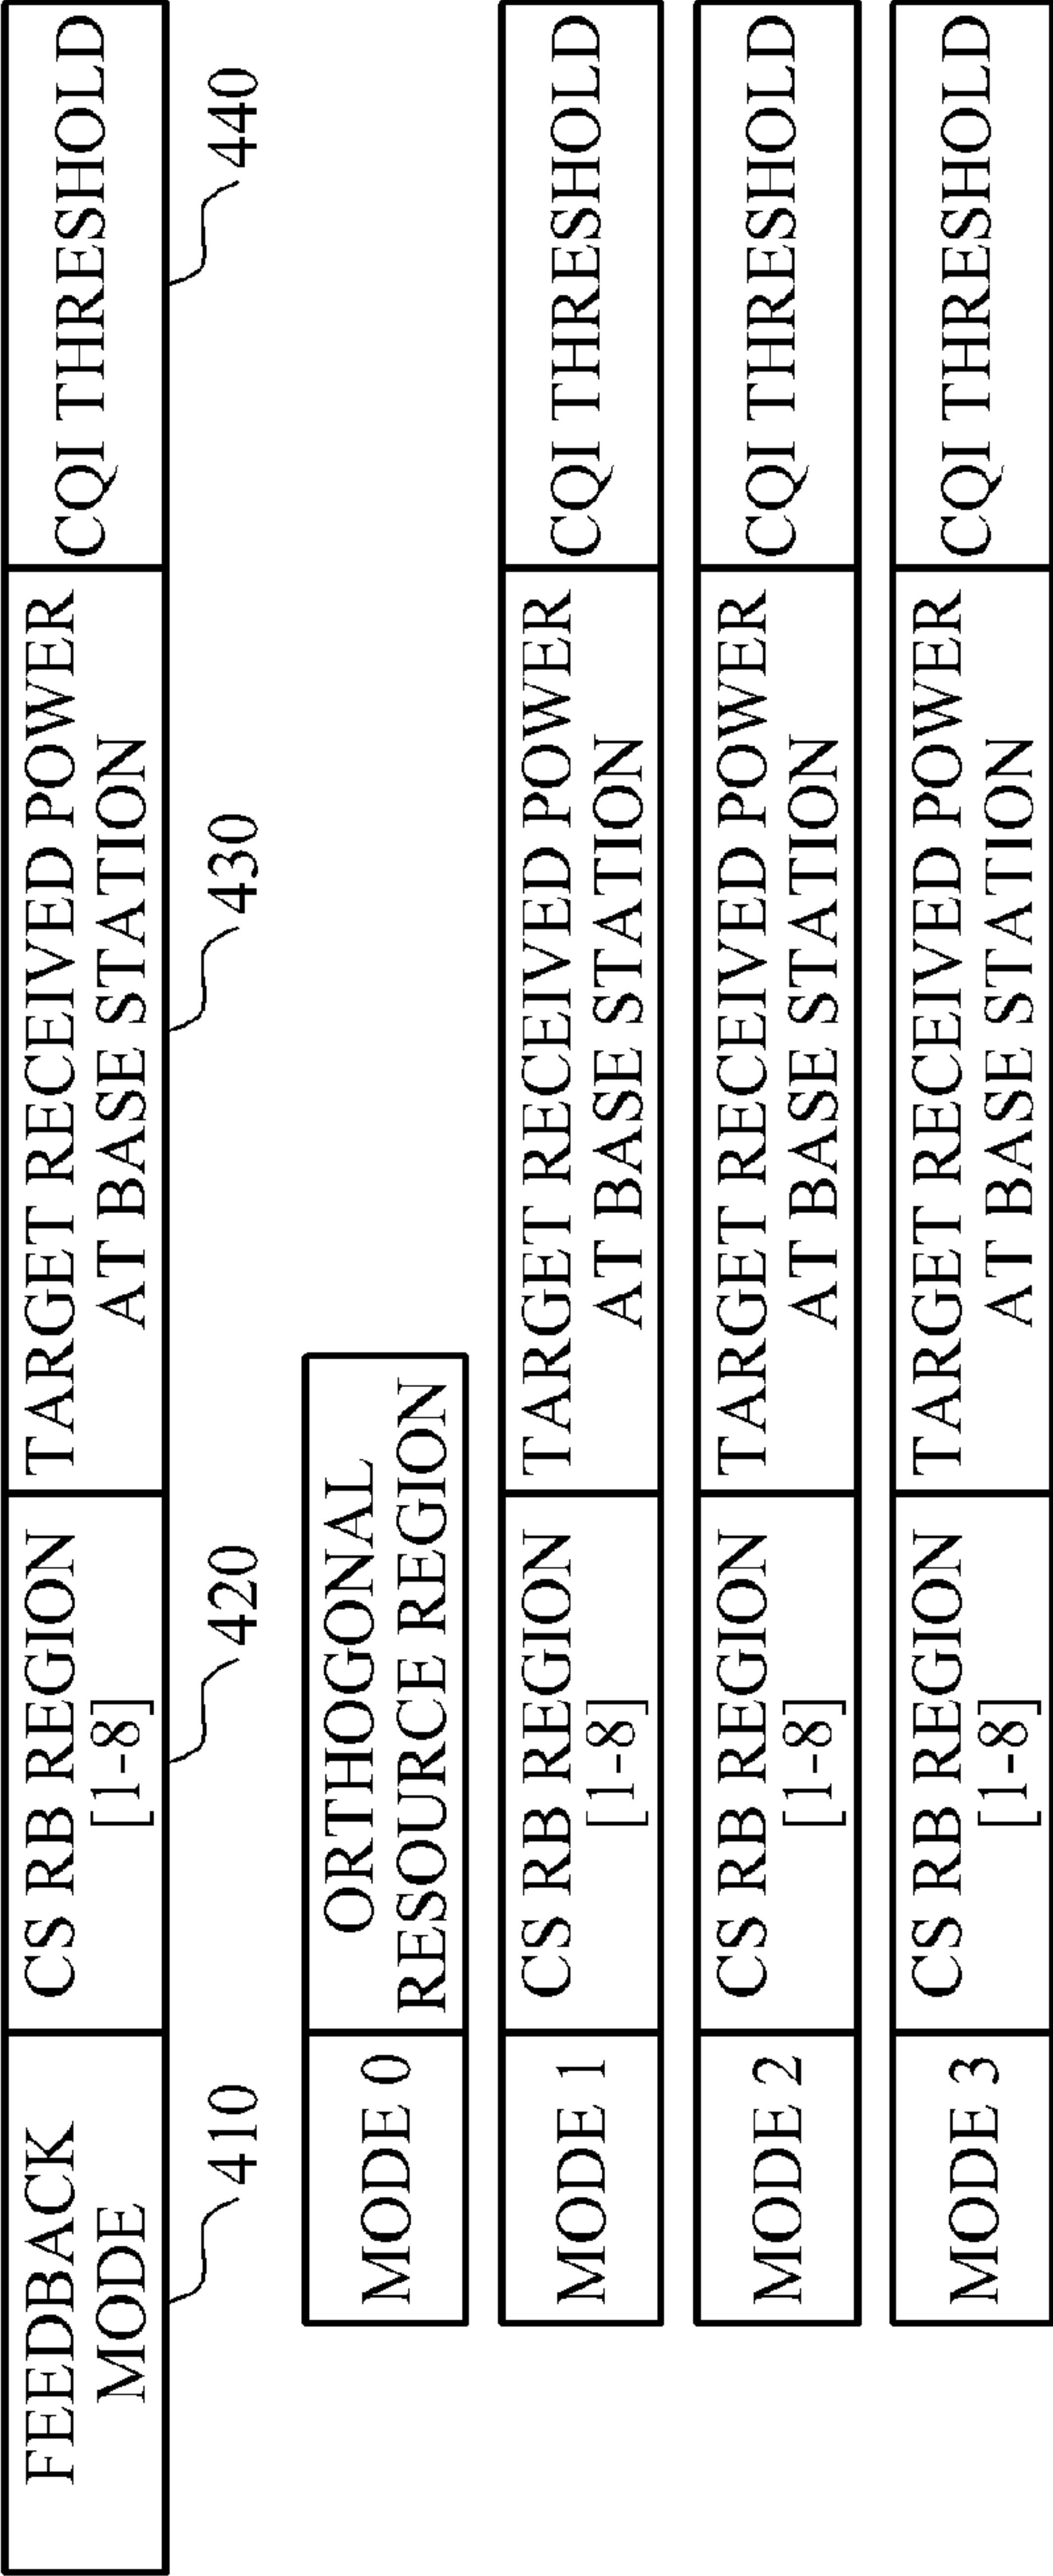 FEEDBACK
MODE
CS RB REGION
[1-8]
TARGET RECEIVED POWER
AT BASE STATION
CQI THRESHOLD
410
420
430
440
MODE 0
ORTHOGONAL
RESOURCE REGION
MODE 1
CS RB REGION
[1-8]
TARGET RECEIVED POWER
AT BASE STATION
CQI THRESHOLD
MODE 2
CS RB REGION
[1-8]
TARGET RECEIVED POWER
AT BASE STATION
CQI THRESHOLD
MODE 3
CS RB REGION
[1-8]
TARGET RECEIVED POWER
AT BASE STATION
CQI THRESHOLD